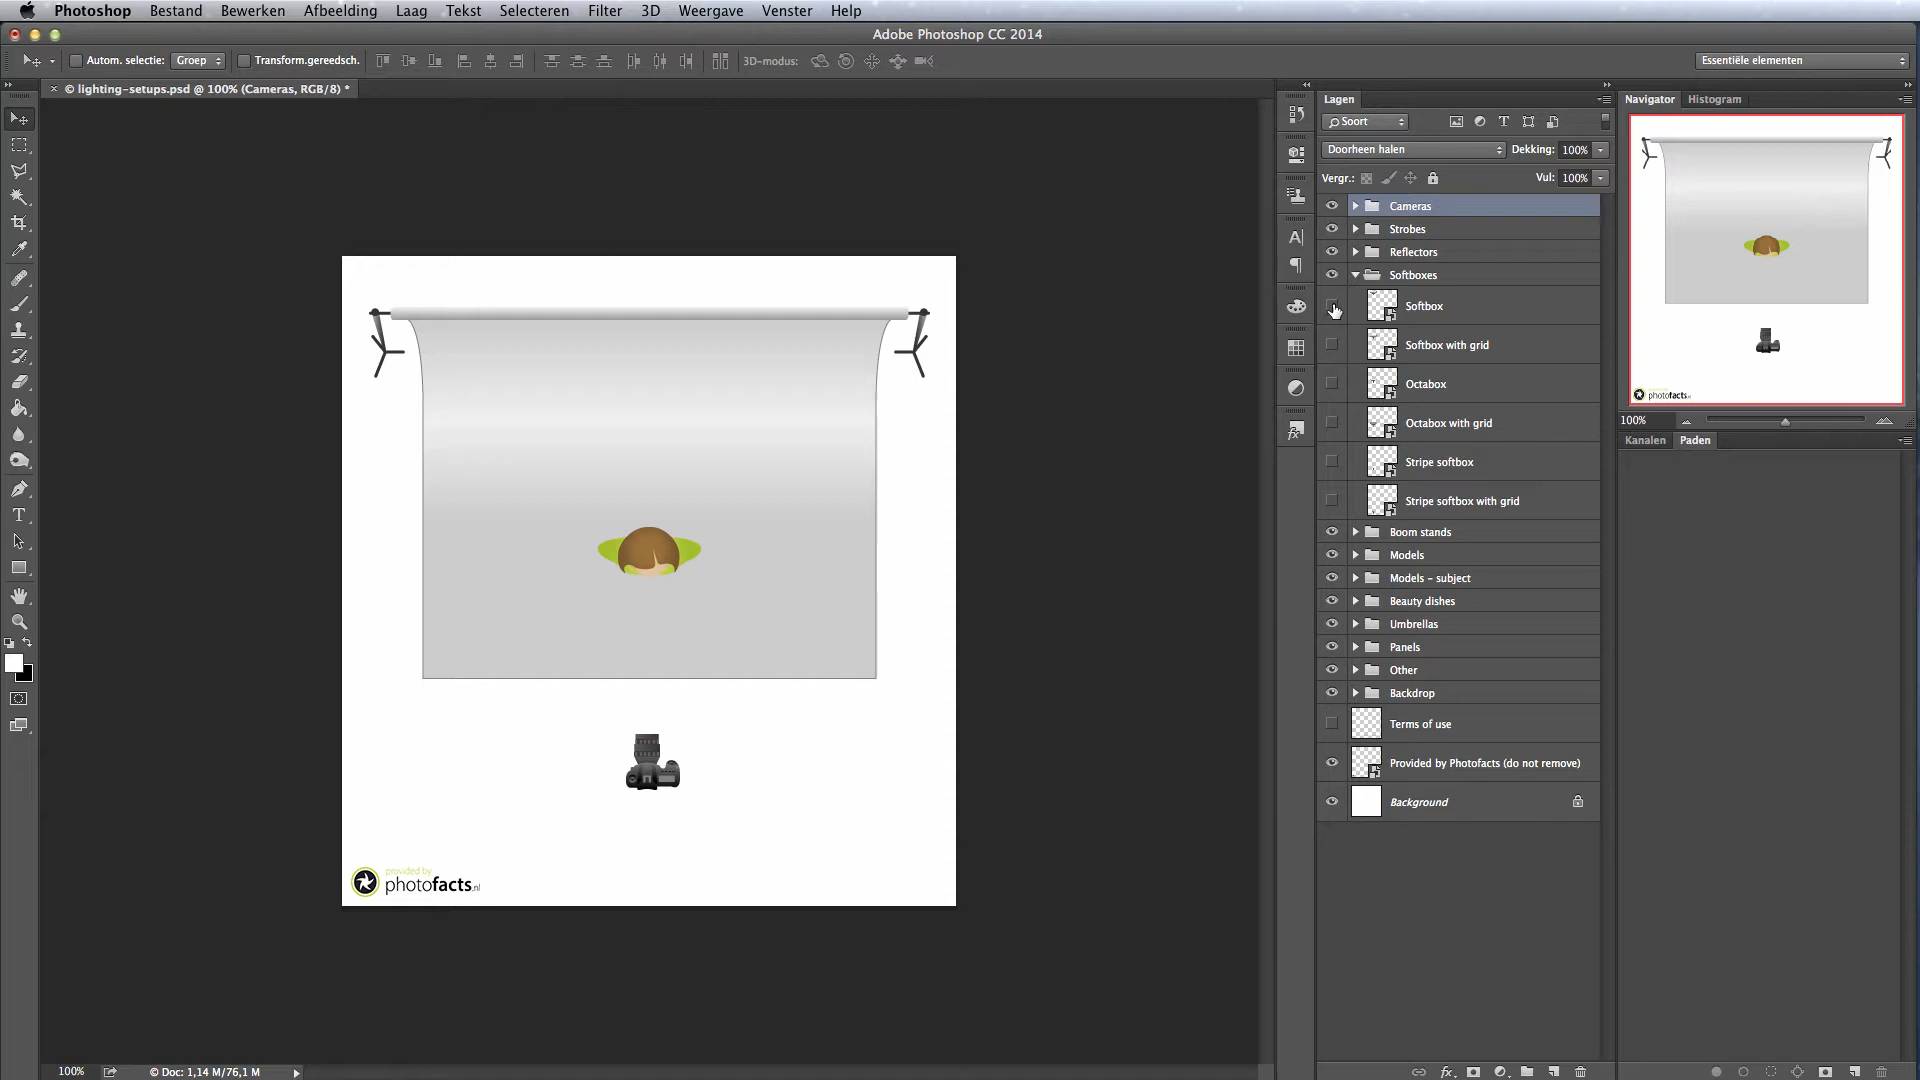 Photoshop Bestand Bewerken Afbeelding Laag Tekst Selecteren Filter 3D Weergave Venster Help
Adobe Photoshop CC 2014
Autom. selectie: Groep Transform.gereedsch. 3D-modus: Essentiële elementen
© lighting-setups.psd @ 100% (Cameras, RGB/8) *
Lagen
Navigator Histogram
Soort
Doorheen halen Dekking: 100%
Vergr.: Vul: 100%
Cameras
Strobes
Reflectors
Softboxes
Softbox
Softbox with grid
Octabox
Octabox with grid
Stripe softbox
Stripe softbox with grid
Boom stands
Models
Models - subject
Beauty dishes
Umbrellas
Panels
Other
Backdrop
Terms of use
Provided by Photofacts (do not remove)
Background
photofacts
100%
Kanalen Paden
provided by
photofacts.nl
100% © Doc: 1,14 M/76,1 M